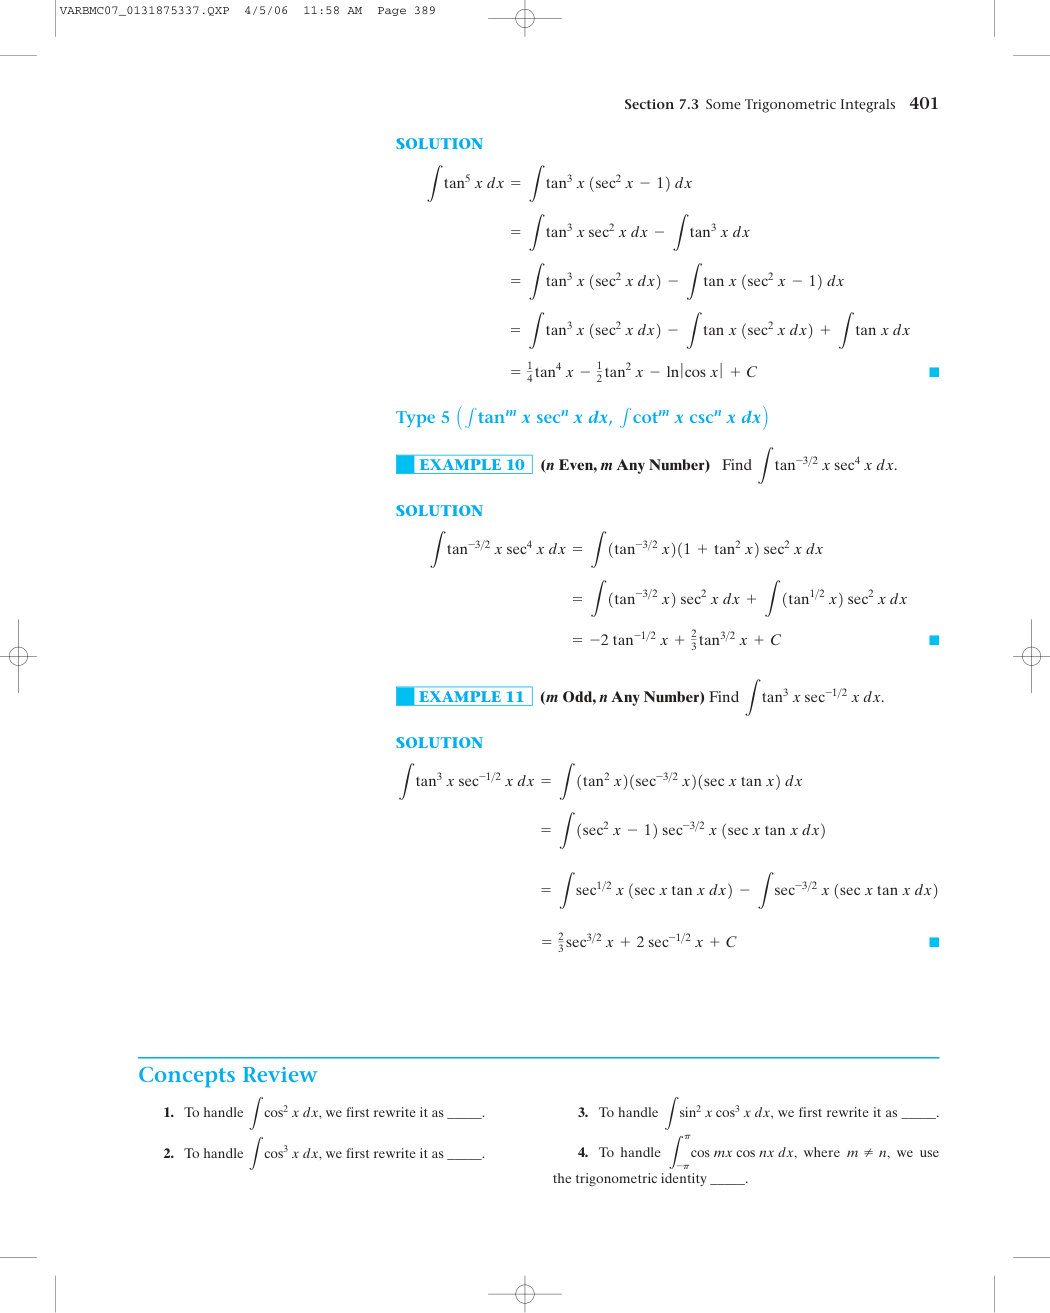 VARBMC07_0131875337.QXP 4/5/06 11:58 AM Page 389
Section 7.3 Some Trigonometric Integrals 401
SOLUTION
∫ tan⁵ x dx = ∫ tan³ x (sec² x − 1) dx
= ∫ tan³ x sec² x dx − ∫ tan³ x dx
= ∫ tan³ x (sec² x dx) − ∫ tan x (sec² x − 1) dx
= ∫ tan³ x (sec² x dx) − ∫ tan x (sec² x dx) + ∫ tan x dx
= ¼ tan⁴ x − ½ tan² x − ln|cos x| + C
Type 5 (∫ tanᵐ x secⁿ x dx, ∫ cotᵐ x cscⁿ x dx)
EXAMPLE 10 (n Even, m Any Number) Find ∫ tan⁻³/² x sec⁴ x dx.
SOLUTION
∫ tan⁻³/² x sec⁴ x dx = ∫ (tan⁻³/² x)(1 + tan² x) sec² x dx
= ∫ (tan⁻³/² x) sec² x dx + ∫ (tan¹/² x) sec² x dx
= −2 tan⁻¹/² x + ⅔ tan³/² x + C
EXAMPLE 11 (m Odd, n Any Number) Find ∫ tan³ x sec⁻¹/² x dx.
SOLUTION
∫ tan³ x sec⁻¹/² x dx = ∫ (tan² x)(sec⁻³/² x)(sec x tan x) dx
= ∫ (sec² x − 1) sec⁻³/² x (sec x tan x dx)
= ∫ sec¹/² x (sec x tan x dx) − ∫ sec⁻³/² x (sec x tan x dx)
= ⅔ sec³/² x + 2 sec⁻¹/² x + C
Concepts Review
1. To handle ∫ cos² x dx, we first rewrite it as _____.
2. To handle ∫ cos³ x dx, we first rewrite it as _____.
3. To handle ∫ sin² x cos³ x dx, we first rewrite it as _____.
4. To handle ∫_{−π}^{π} cos mx cos nx dx, where m ≠ n, we use
the trigonometric identity _____.